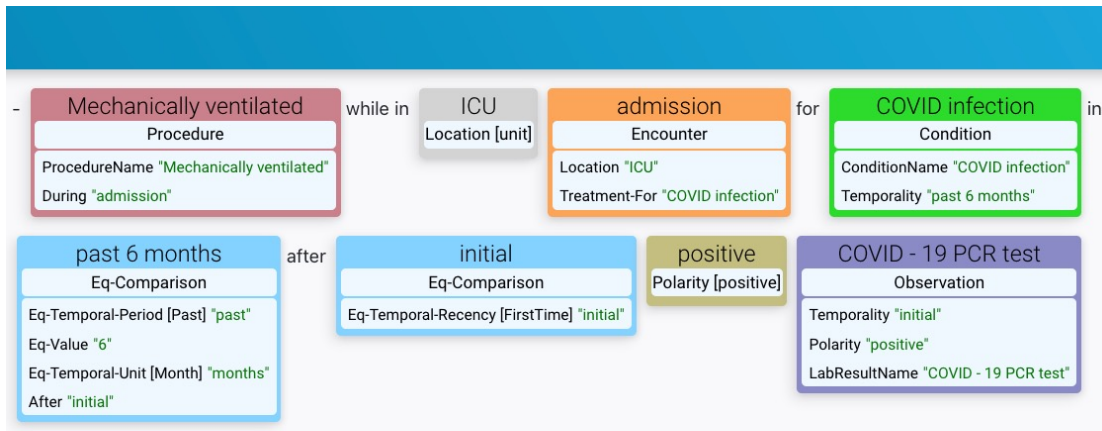 - Mechanically ventilated while in ICU admission for COVID infection in
Procedure Location [unit] Encounter Condition
ProcedureName "Mechanically ventilated" Location "ICU" ConditionName "COVID infection"
During "admission" Treatment-For "COVID infection" Temporality "past 6 months"
past 6 months after initial positive COVID - 19 PCR test
Eq-Comparison Eq-Comparison Polarity [positive] Observation
Eq-Temporal-Period [Past] "past" Eq-Temporal-Recency [FirstTime] "initial" Temporality "initial"
Eq-Value "6" Polarity "positive"
Eq-Temporal-Unit [Month] "months" LabResultName "COVID - 19 PCR test"
After "initial"